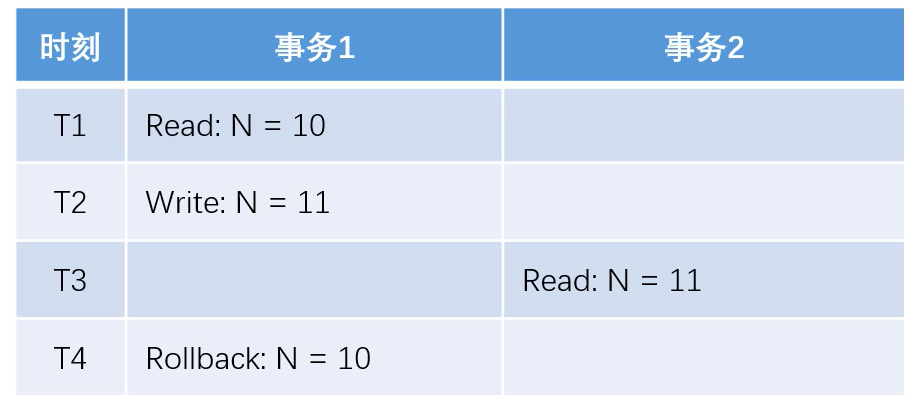 时刻 事务1 事务2
T1 Read: N = 10
T2 Write: N = 11
T3 Read: N = 11
T4 Rollback: N = 10